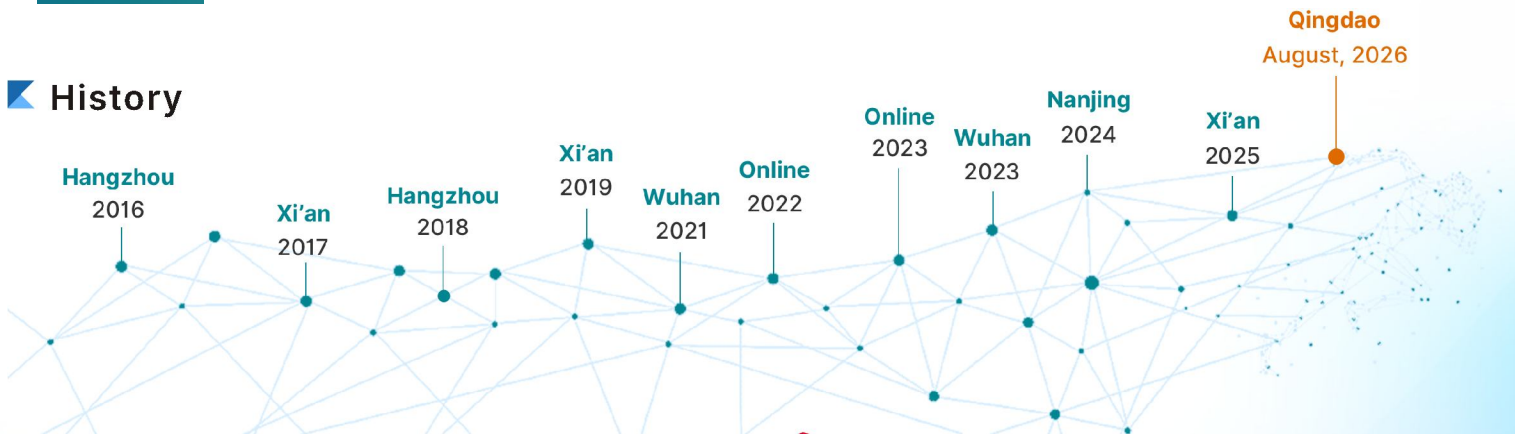 History
Hangzhou
2016
Xi’an
2017
Hangzhou
2018
Xi’an
2019
Wuhan
2021
Online
2022
Online
2023
Wuhan
2023
Nanjing
2024
Xi’an
2025
Qingdao
August, 2026